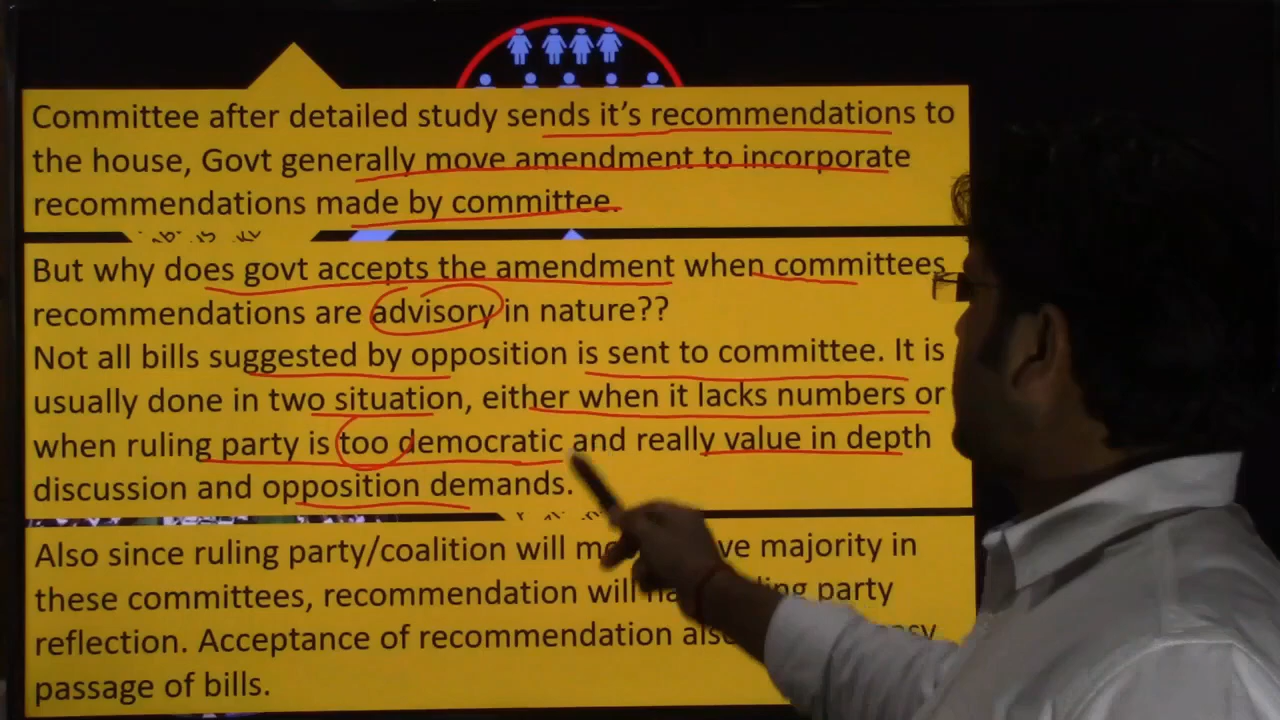 Committee after detailed study sends it's recommendations to
the house, Govt generally move amendment to incorporate
recommendations made by committee.
But why does govt accepts the amendment when committees
recommendations are advisory in nature??
Not all bills suggested by opposition is sent to committee. It is
usually done in two situation, either when it lacks numbers or
when ruling party is too democratic and really value in depth
discussion and opposition demands.
Also since ruling party/coalition will majority in
these committees, recommendation will party
reflection. Acceptance of recommendation
passage of bills.